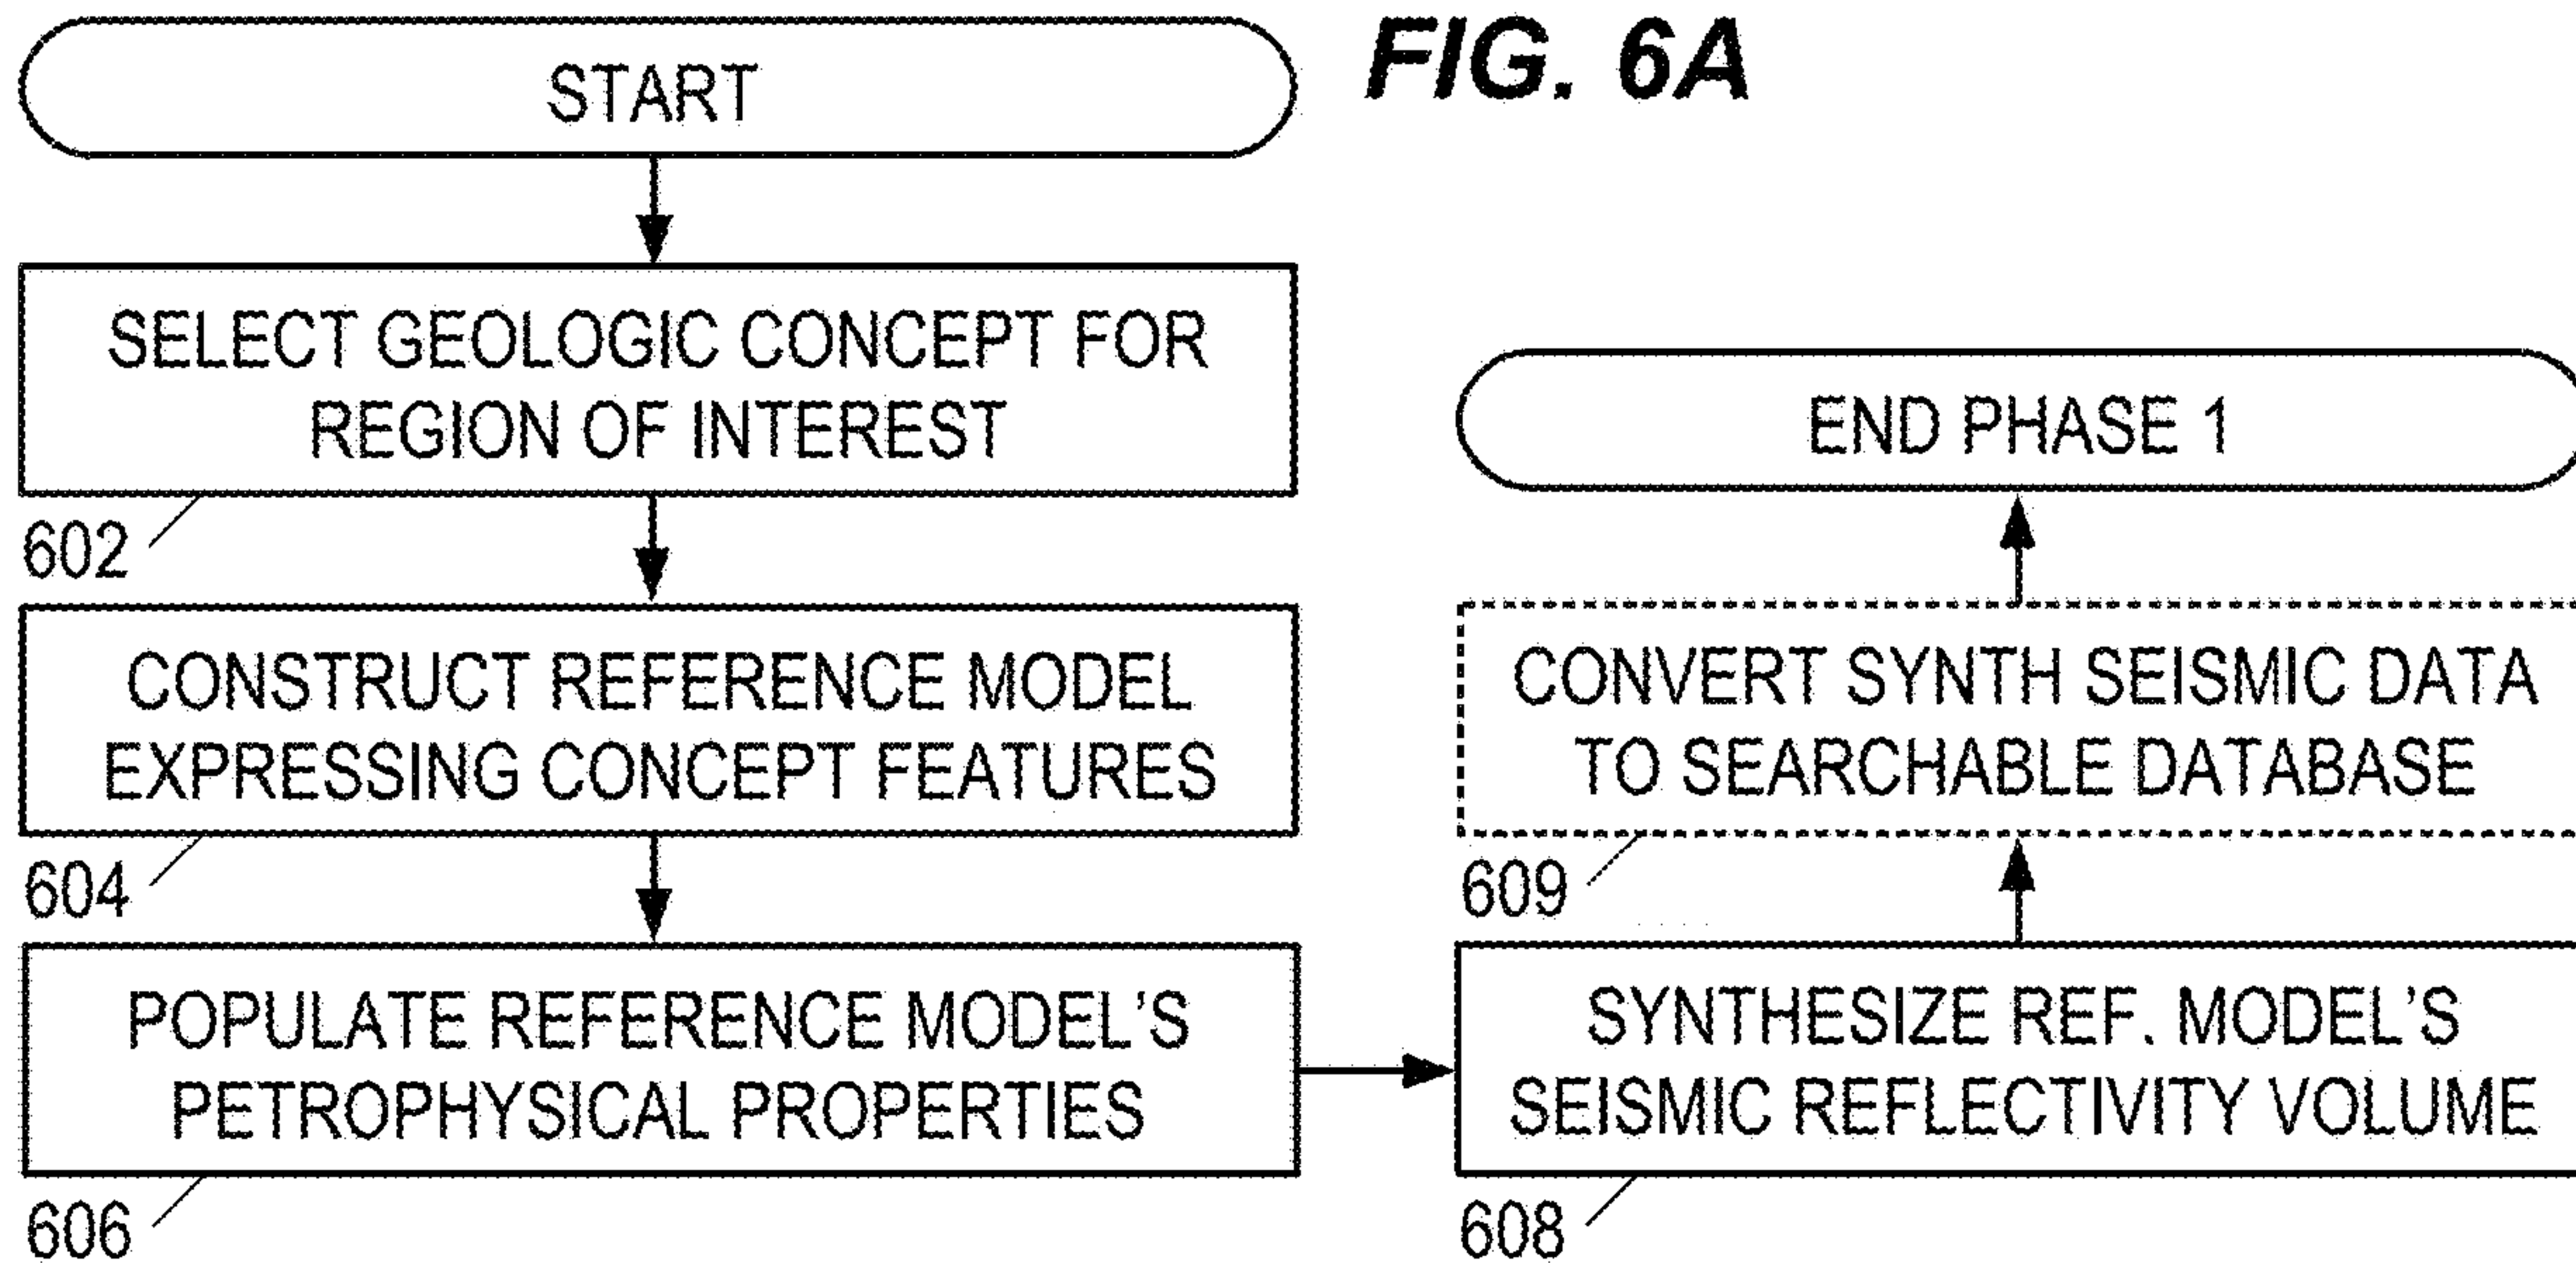 FIG. 6A
START
SELECT GEOLOGIC CONCEPT FOR
REGION OF INTEREST
602
CONSTRUCT REFERENCE MODEL
EXPRESSING CONCEPT FEATURES
604
POPULATE REFERENCE MODEL'S
PETROPHYSICAL PROPERTIES
606
SYNTHESIZE REF. MODEL'S
SEISMIC REFLECTIVITY VOLUME
608
CONVERT SYNTH SEISMIC DATA
TO SEARCHABLE DATABASE
609
END PHASE 1